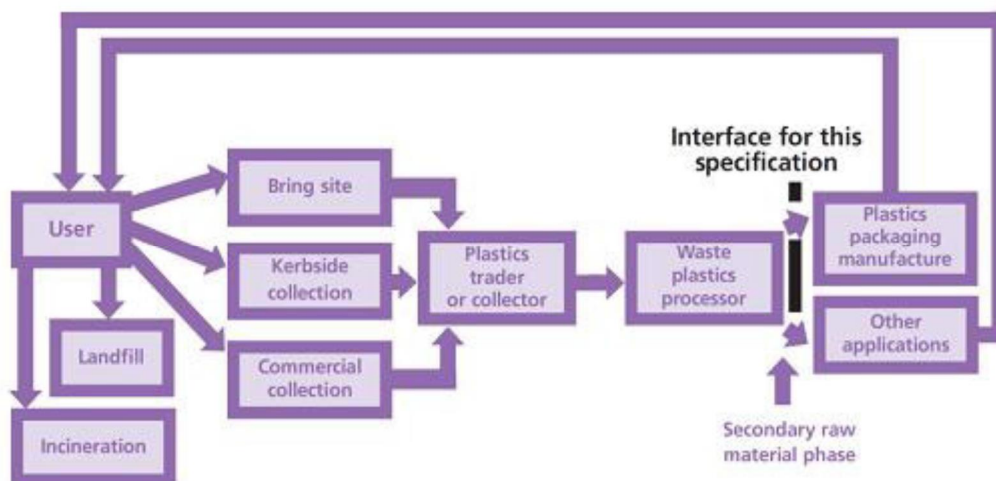 Interface for this
specification
User
Bring site
Kerbside
collection
Commercial
collection
Landfill
Incineration
Plastics
trader
or collector
Waste
plastics
processor
Plastics
packaging
manufacture
Other
applications
Secondary raw
material phase